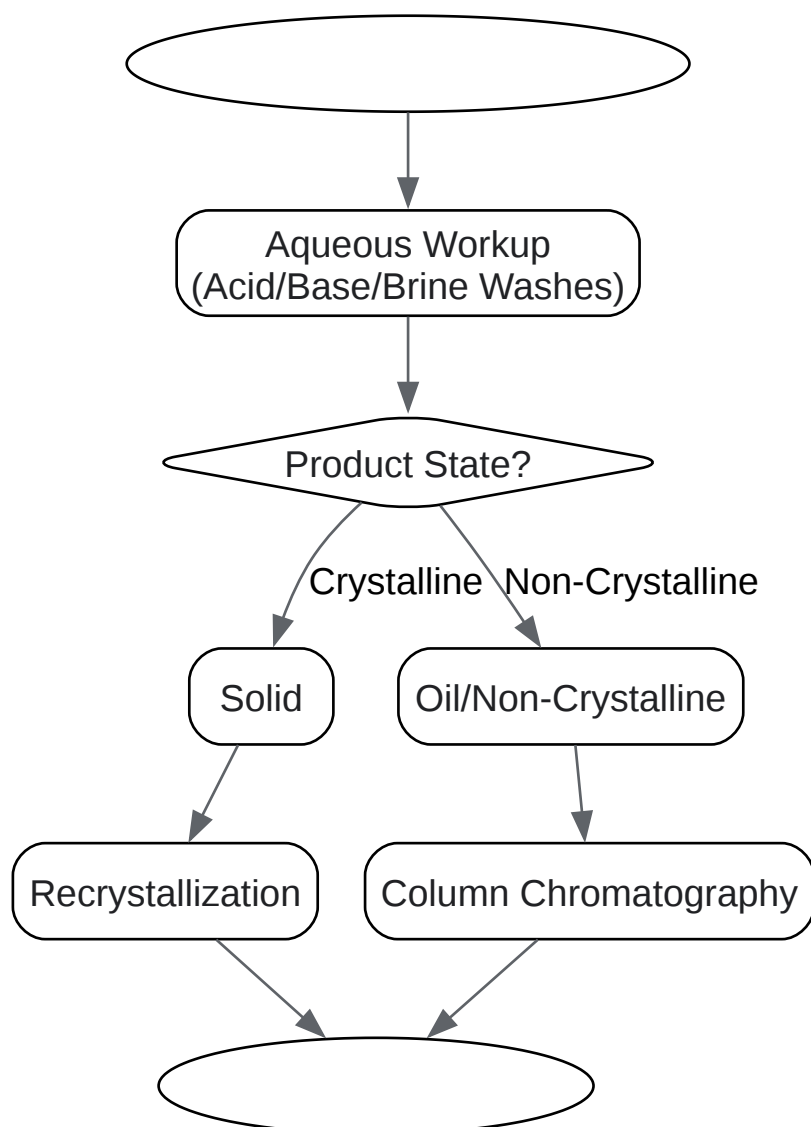 Aqueous Workup
(Acid/Base/Brine Washes)
Product State?
Crystalline
Non-Crystalline
Solid
Oil/Non-Crystalline
Recrystallization
Column Chromatography